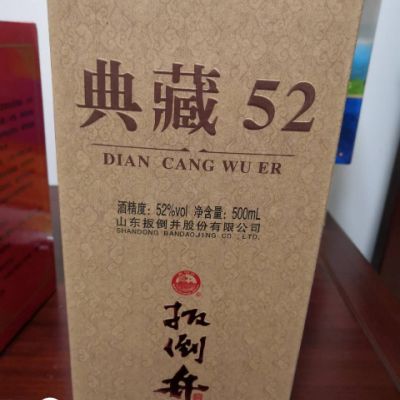 典藏 52
DIAN CANG WU ER
酒精度：52%vol 净含量：500mL
山东扳倒井股份有限公司
SHANDONG BANDAOJING CO., LTD.
扳
倒
井